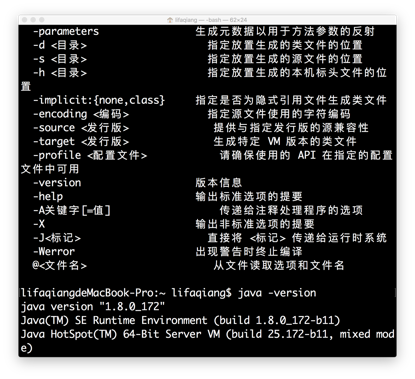 lifaqiang — -bash — 62×24
-parameters 生成元数据以用于方法参数的反射
-d <目录> 指定放置生成的类文件的位置
-s <目录> 指定放置生成的源文件的位置
-h <目录> 指定放置生成的本机标头文件的位
置
-implicit:{none,class} 指定是否为隐式引用文件生成类文件
-encoding <编码> 指定源文件使用的字符编码
-source <发行版> 提供与指定发行版的源兼容性
-target <发行版> 生成特定 VM 版本的类文件
-profile <配置文件> 请确保使用的 API 在指定的配置
文件中可用
-version 版本信息
-help 输出标准选项的提要
-A关键字[=值] 传递给注释处理程序的选项
-X 输出非标准选项的提要
-J<标记> 直接将 <标记> 传递给运行时系统
-Werror 出现警告时终止编译
@<文件名> 从文件读取选项和文件名
lifaqiangdeMacBook-Pro:~ lifaqiang$ java -version
java version "1.8.0_172"
Java(TM) SE Runtime Environment (build 1.8.0_172-b11)
Java HotSpot(TM) 64-Bit Server VM (build 25.172-b11, mixed mod
e)